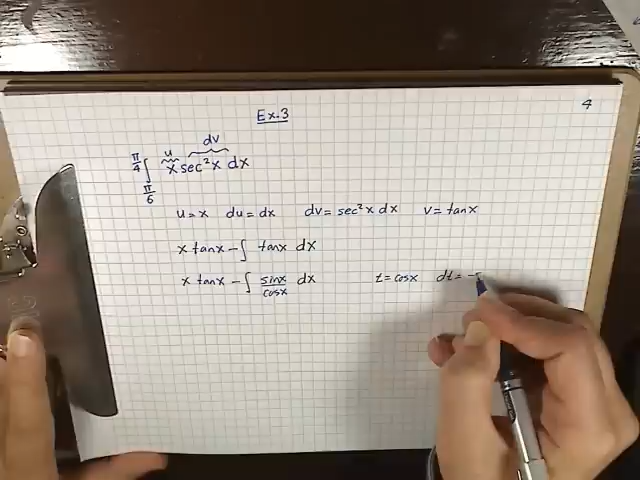 Ex.3
4
dv
u
π/4 ∫ π/6 x sec²x dx
u = x du = dx dv = sec²x dx v = tanx
x tanx - ∫ tanx dx
x tanx - ∫ sinx/cosx dx t = cosx dt = -